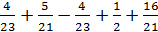 4/23 + 5/21 − 4/23 + 1/2 + 16/21